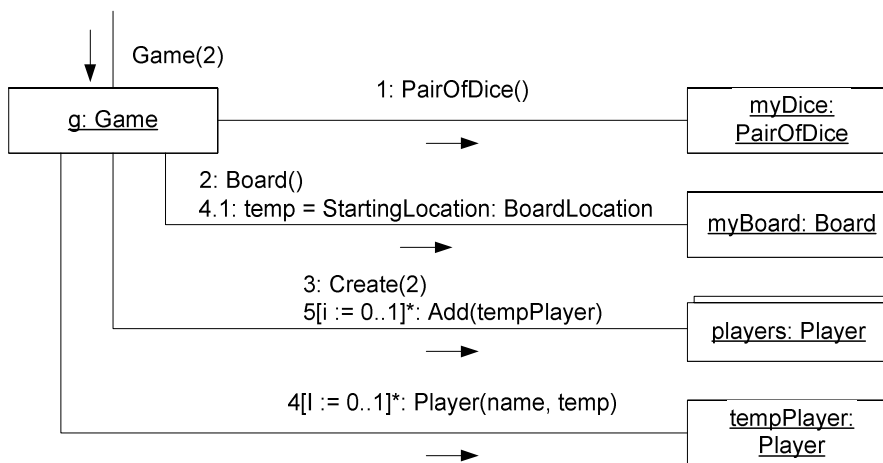 Game(2)
g: Game
1: PairOfDice()
myDice:
PairOfDice
2: Board()
4.1: temp = StartingLocation: BoardLocation
myBoard: Board
3: Create(2)
5[i := 0..1]*: Add(tempPlayer)
players: Player
4[I := 0..1]*: Player(name, temp)
tempPlayer:
Player